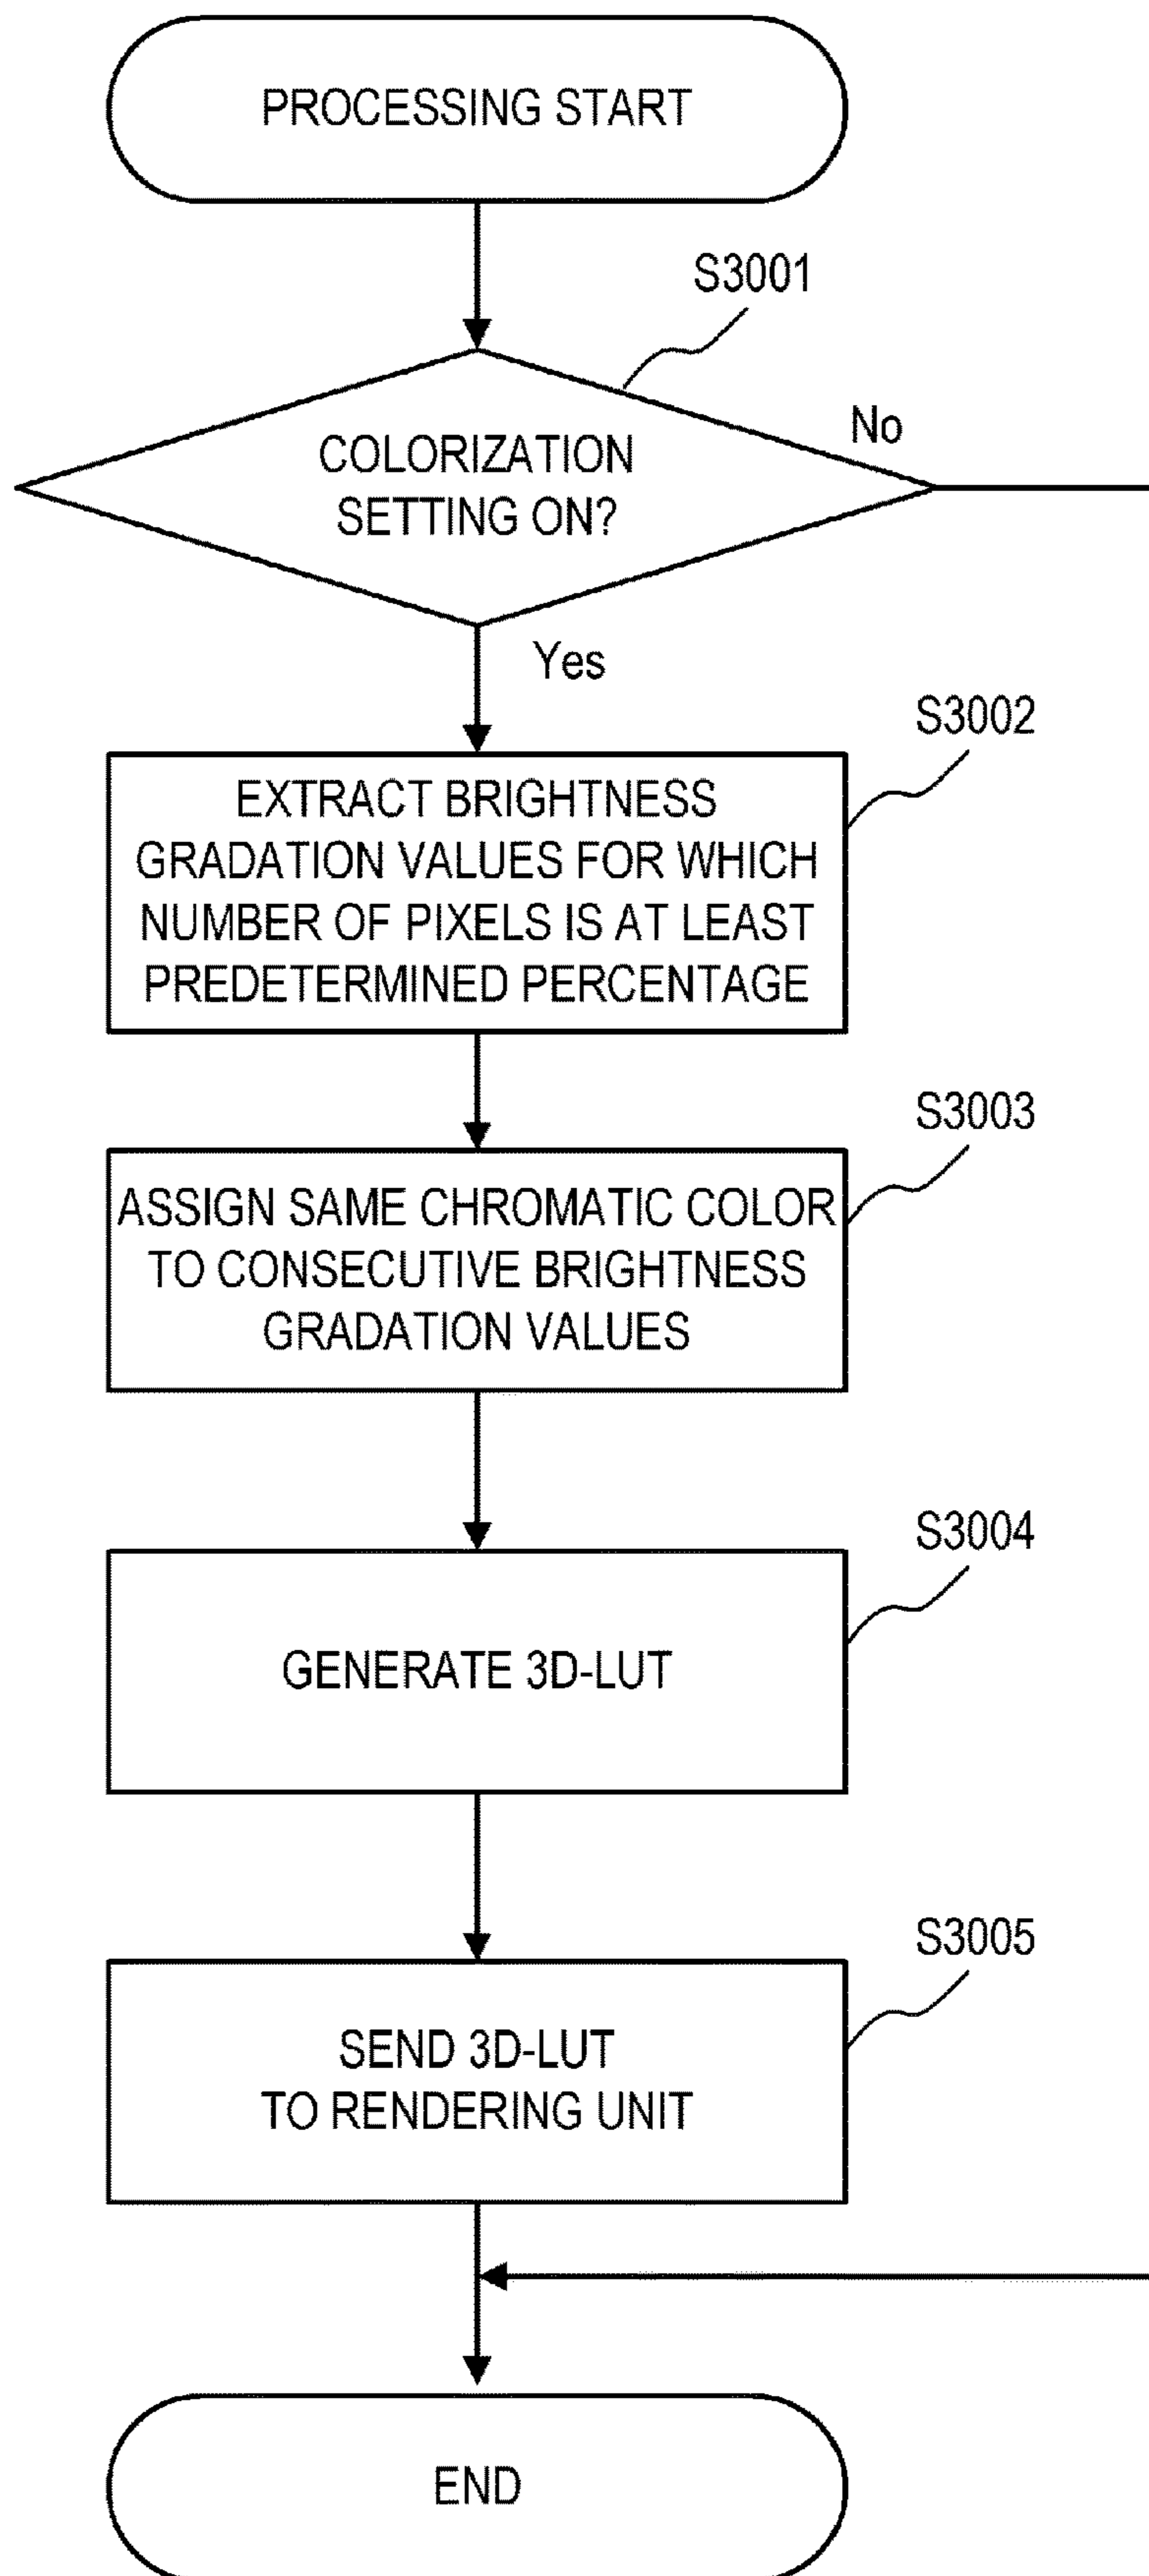 PROCESSING START
S3001
COLORIZATION
SETTING ON?
No
Yes
S3002
EXTRACT BRIGHTNESS
GRADATION VALUES FOR WHICH
NUMBER OF PIXELS IS AT LEAST
PREDETERMINED PERCENTAGE
S3003
ASSIGN SAME CHROMATIC COLOR
TO CONSECUTIVE BRIGHTNESS
GRADATION VALUES
S3004
GENERATE 3D-LUT
S3005
SEND 3D-LUT
TO RENDERING UNIT
END